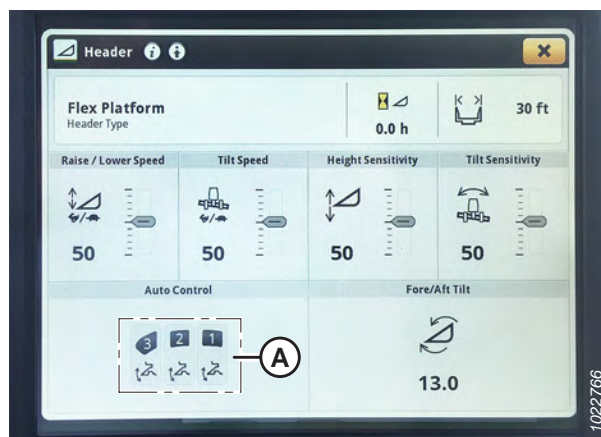 Header
Flex Platform
Header Type
0.0 h
30 ft
Raise / Lower Speed
Tilt Speed
Height Sensitivity
Tilt Sensitivity
50
50
50
50
Auto Control
Fore/Aft Tilt
3 2 1
A
13.0
1022766